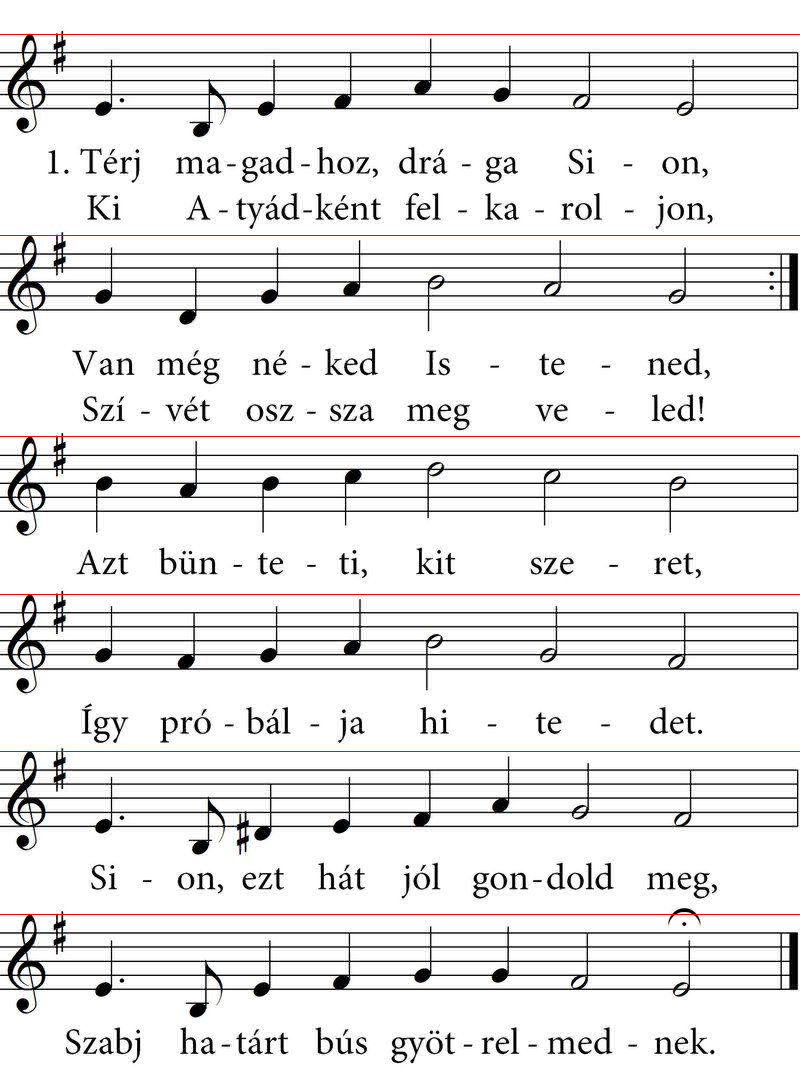 1. Térj ma - gad - hoz, drá - ga Si - on,
Ki A - tyád - ként fel - ka - rol - jon,
Van még né - ked Is - te - ned,
Szí - vét osz - sza meg ve - led!
Azt bün - te - ti, kit sze - ret,
Így pró - bál - ja hi - te - det.
Si - on, ezt hát jól gon - dold meg,
Szabj ha - tárt bús gyöt - rel - med - nek.